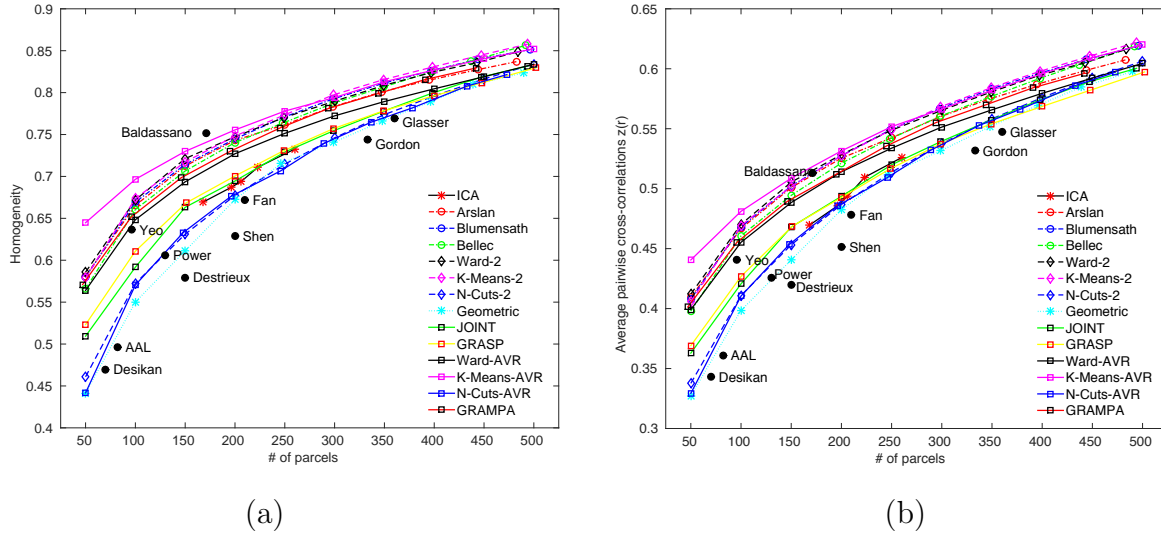 0.9
0.85
0.8
0.75
0.7
0.65
0.6
0.55
0.5
0.45
0.4
Homogeneity
50 100 150 200 250 300 350 400 450 500
# of parcels
Baldassano
Glasser
Gordon
Fan
Yeo
Shen
Power
Destrieux
AAL
Desikan
ICA
Arslan
Blumensath
Bellec
Ward-2
K-Means-2
N-Cuts-2
Geometric
JOINT
GRASP
Ward-AVR
K-Means-AVR
N-Cuts-AVR
GRAMPA
(a)
0.65
0.6
0.55
0.5
0.45
0.4
0.35
0.3
Average pairwise cross-correlations z(r)
50 100 150 200 250 300 350 400 450 500
# of parcels
Glasser
Gordon
Baldassano
Fan
Shen
Yeo
Power
Destrieux
AAL
Desikan
ICA
Arslan
Blumensath
Bellec
Ward-2
K-Means-2
N-Cuts-2
Geometric
JOINT
GRASP
Ward-AVR
K-Means-AVR
N-Cuts-AVR
GRAMPA
(b)